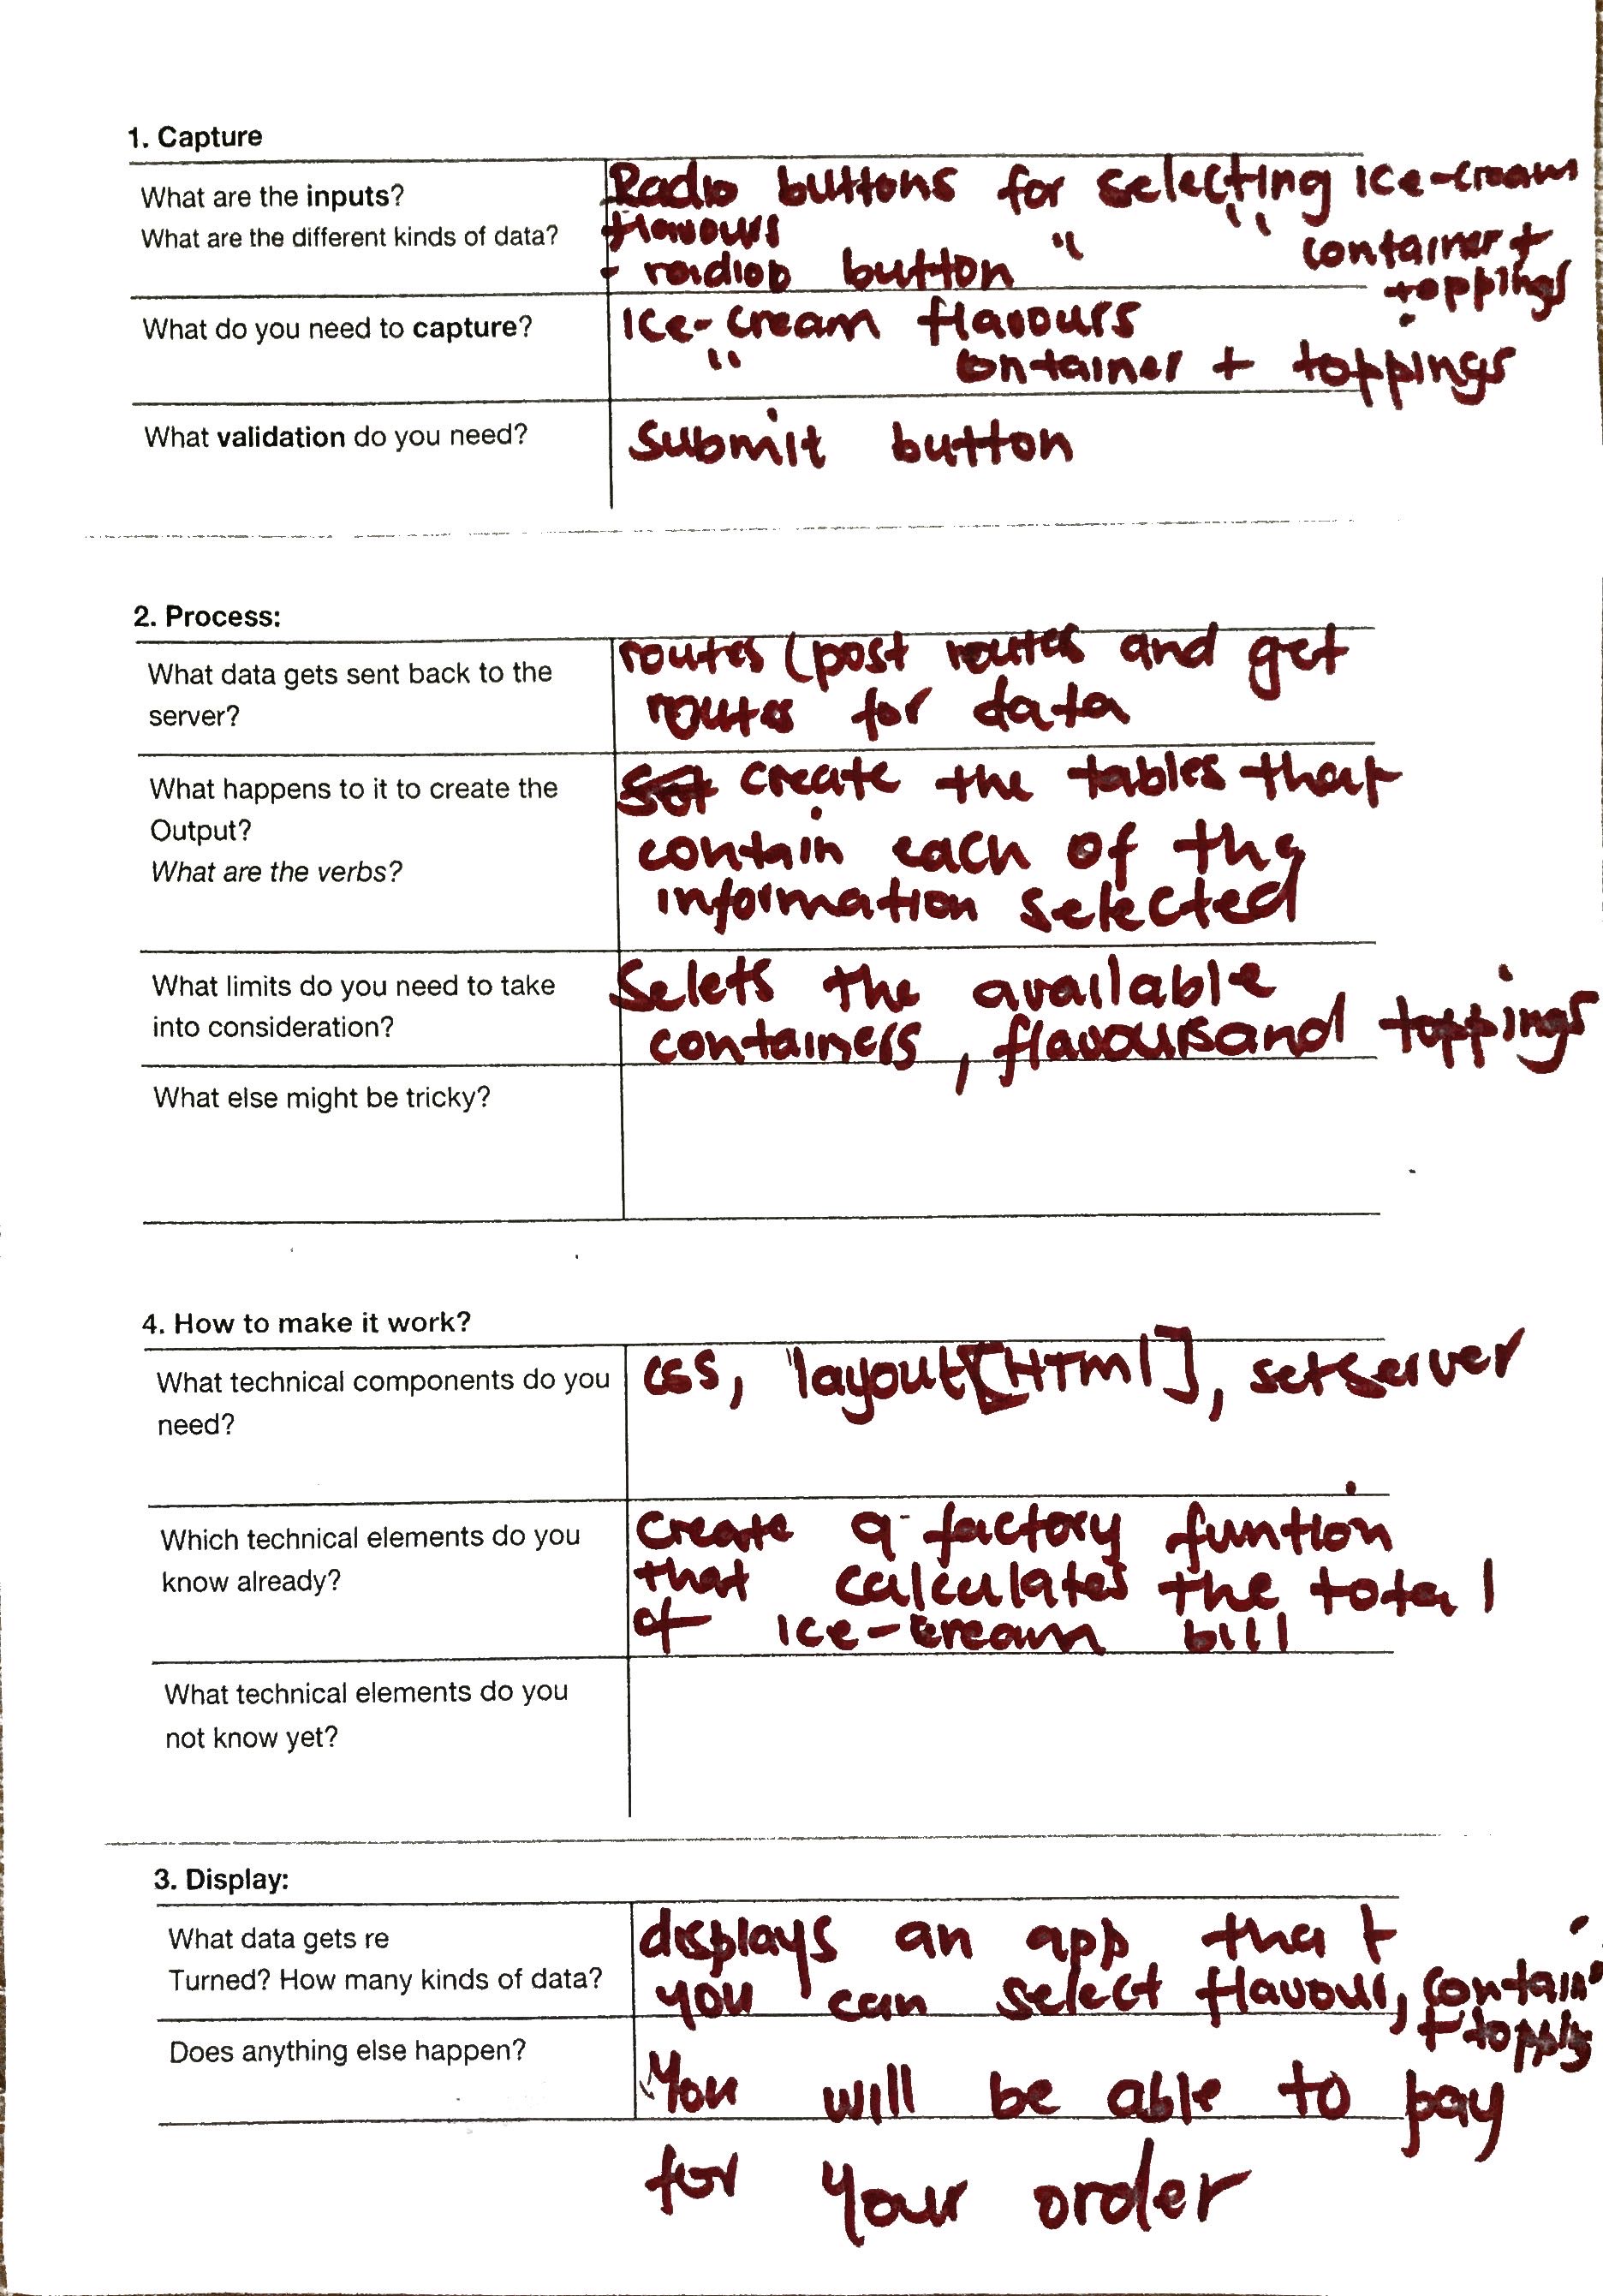 1. Capture
What are the inputs?
What are the different kinds of data?
Radio buttons for selecting ice-cream
flavours
- radiob button " " " container +
toppings
What do you need to capture?
Ice-cream flavours
" container + toppings
What validation do you need?
Submit button
2. Process:
What data gets sent back to the
server?
routes (post routes and get
routes for data
What happens to it to create the
Output?
What are the verbs?
create the tables that
contain each of the
information selected
What limits do you need to take
into consideration?
Selets the available
containers, flavours and toppings
What else might be tricky?
4. How to make it work?
What technical components do you
need?
CSS, layout[HTml], setserver
Which technical elements do you
know already?
Create a factory funtion
that calculates the total
of ice-cream bill
What technical elements do you
not know yet?
3. Display:
What data gets re
Turned? How many kinds of data?
displays an app that
you can select flavour, contain
+
Does anything else happen?
You will be able to pay
for your order